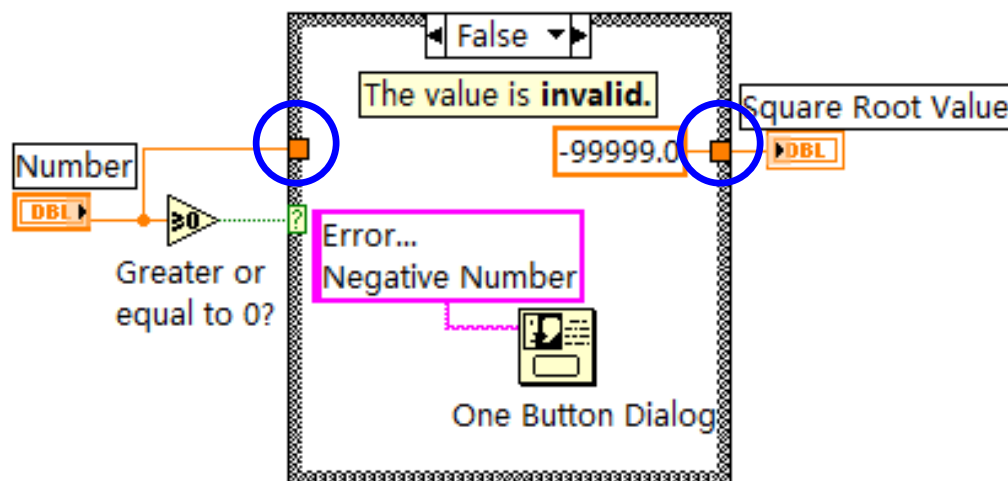 False
The value is invalid.
Square Root Value
-99999.0
DBL
Number
DBL
≥0
?
Error...
Negative Number
Greater or
equal to 0?
One Button Dialog